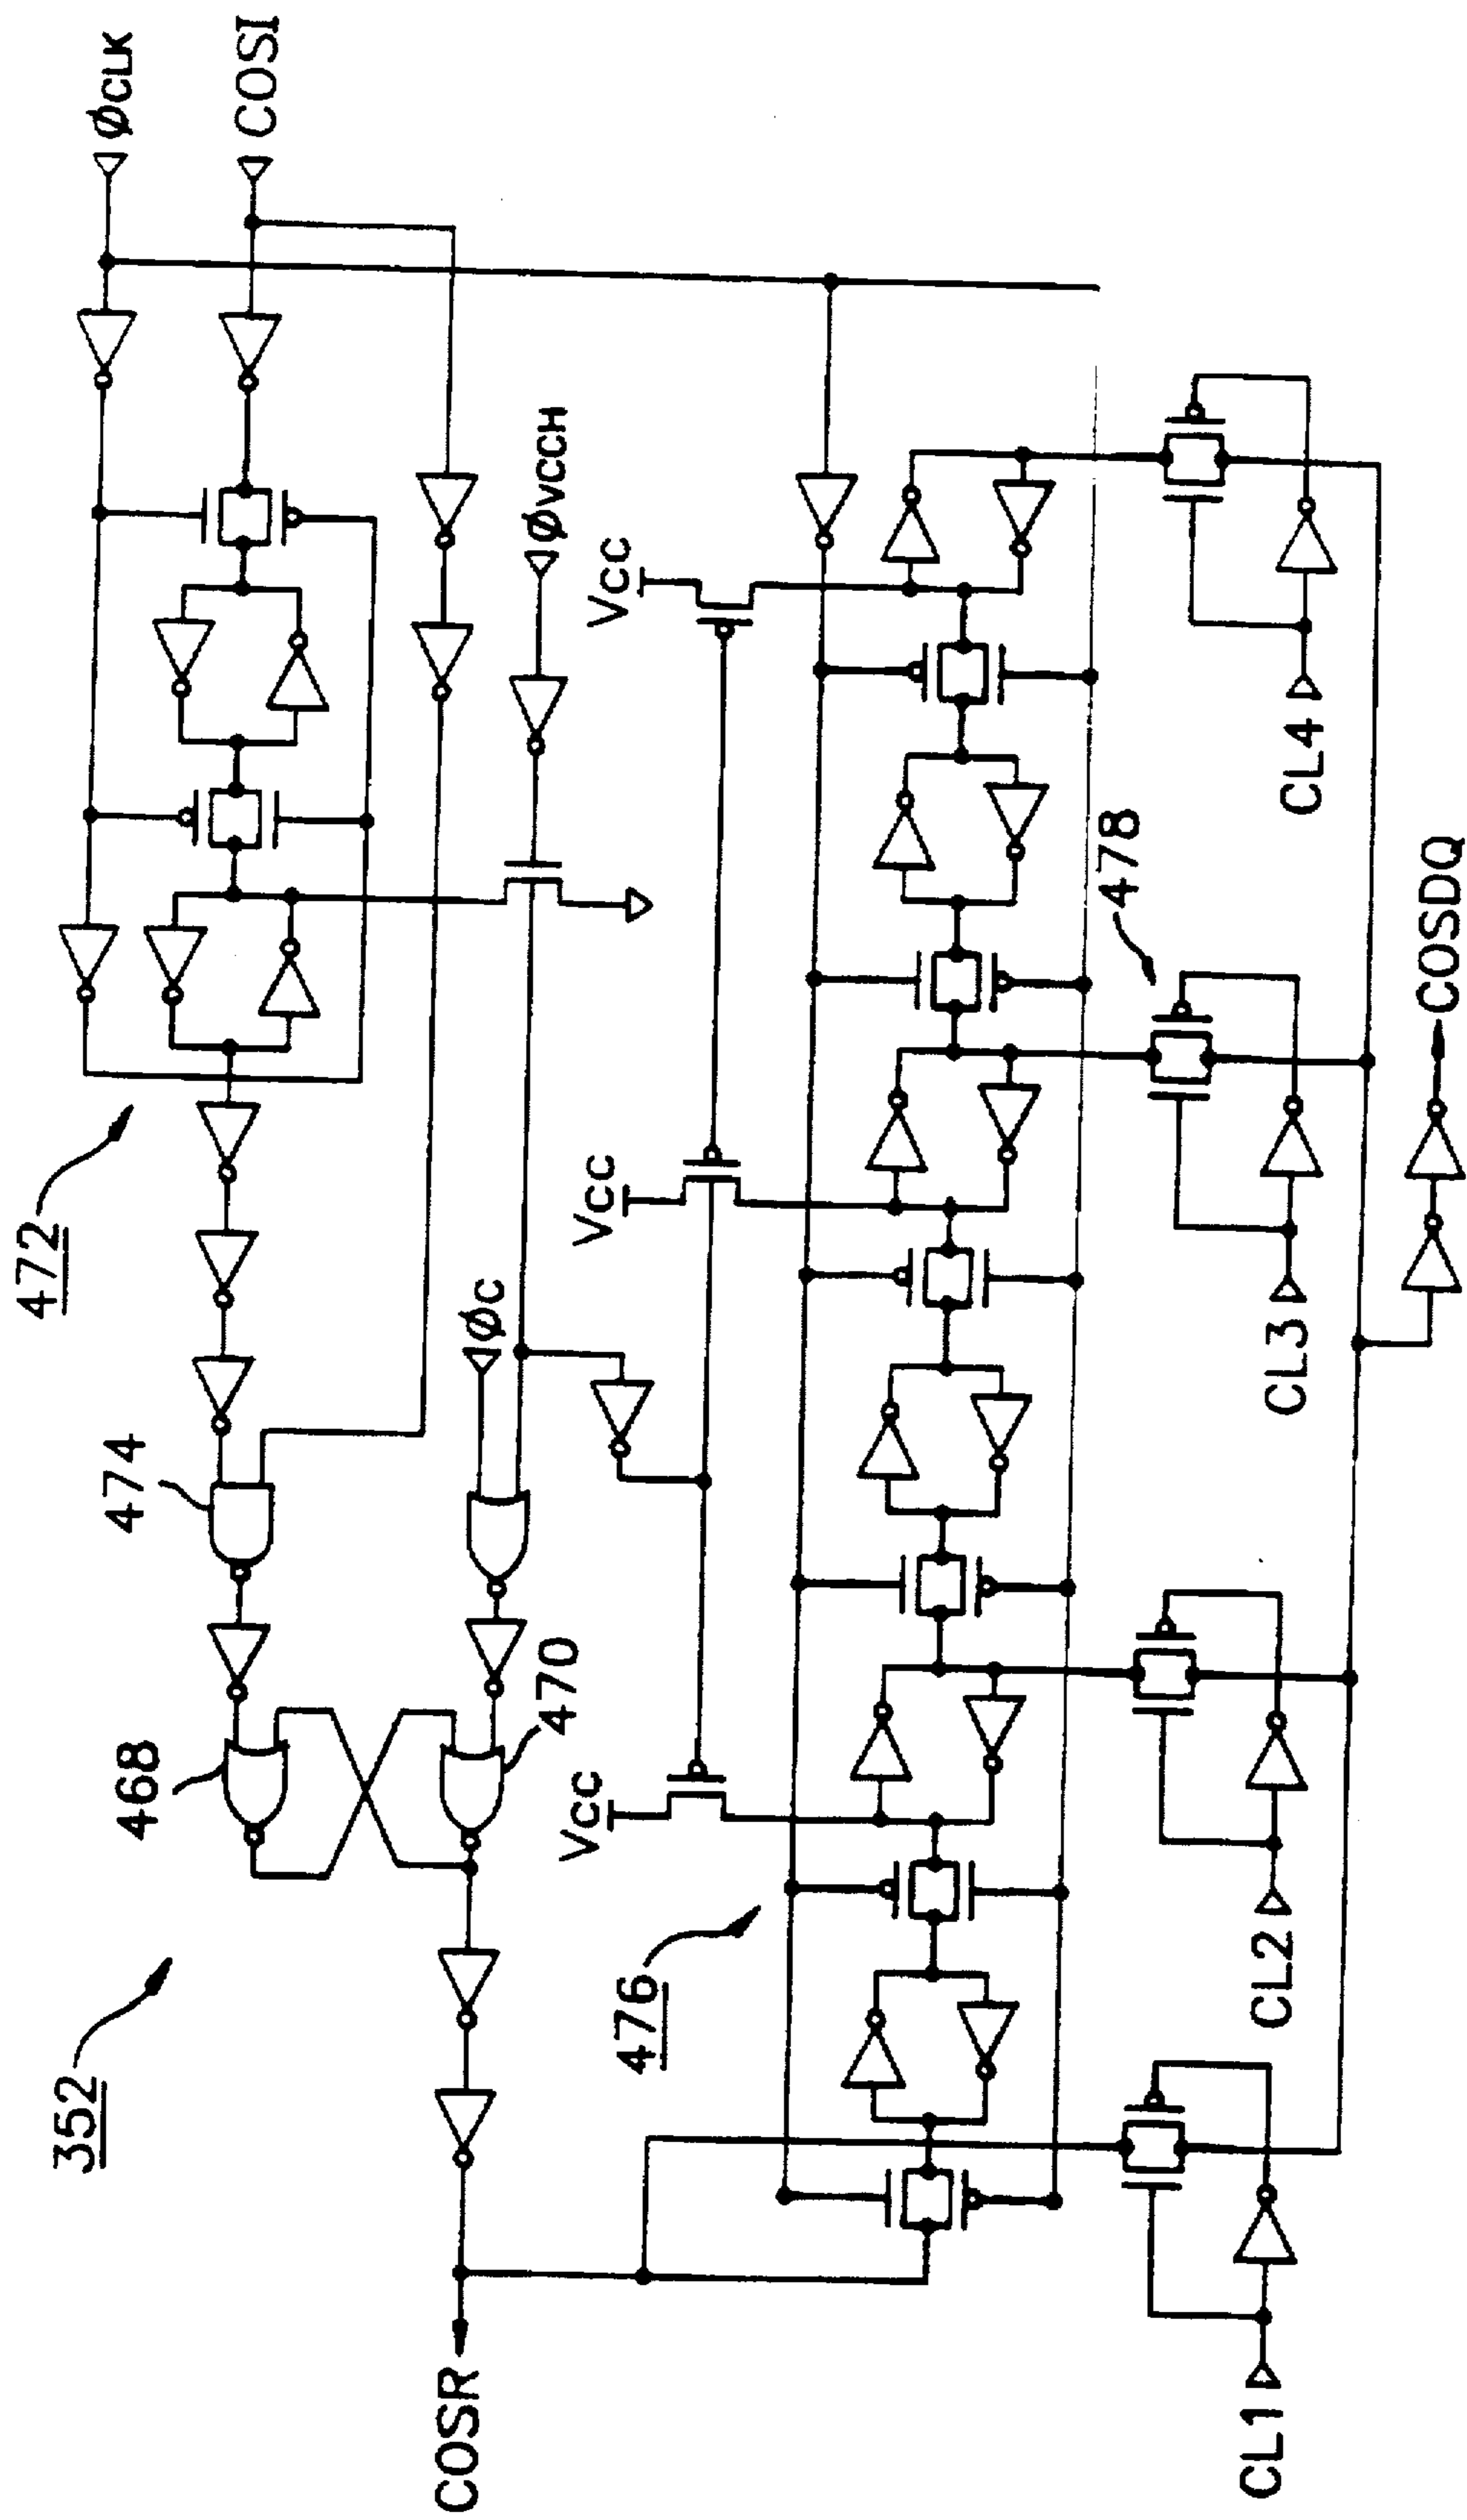 352
COSR
468
470
474
472
øCLK
COSI
øC
øVCCH
476
Vcc
Vcc
Vcc
478
CL1
CL2
CL3
CL4
COSDQ